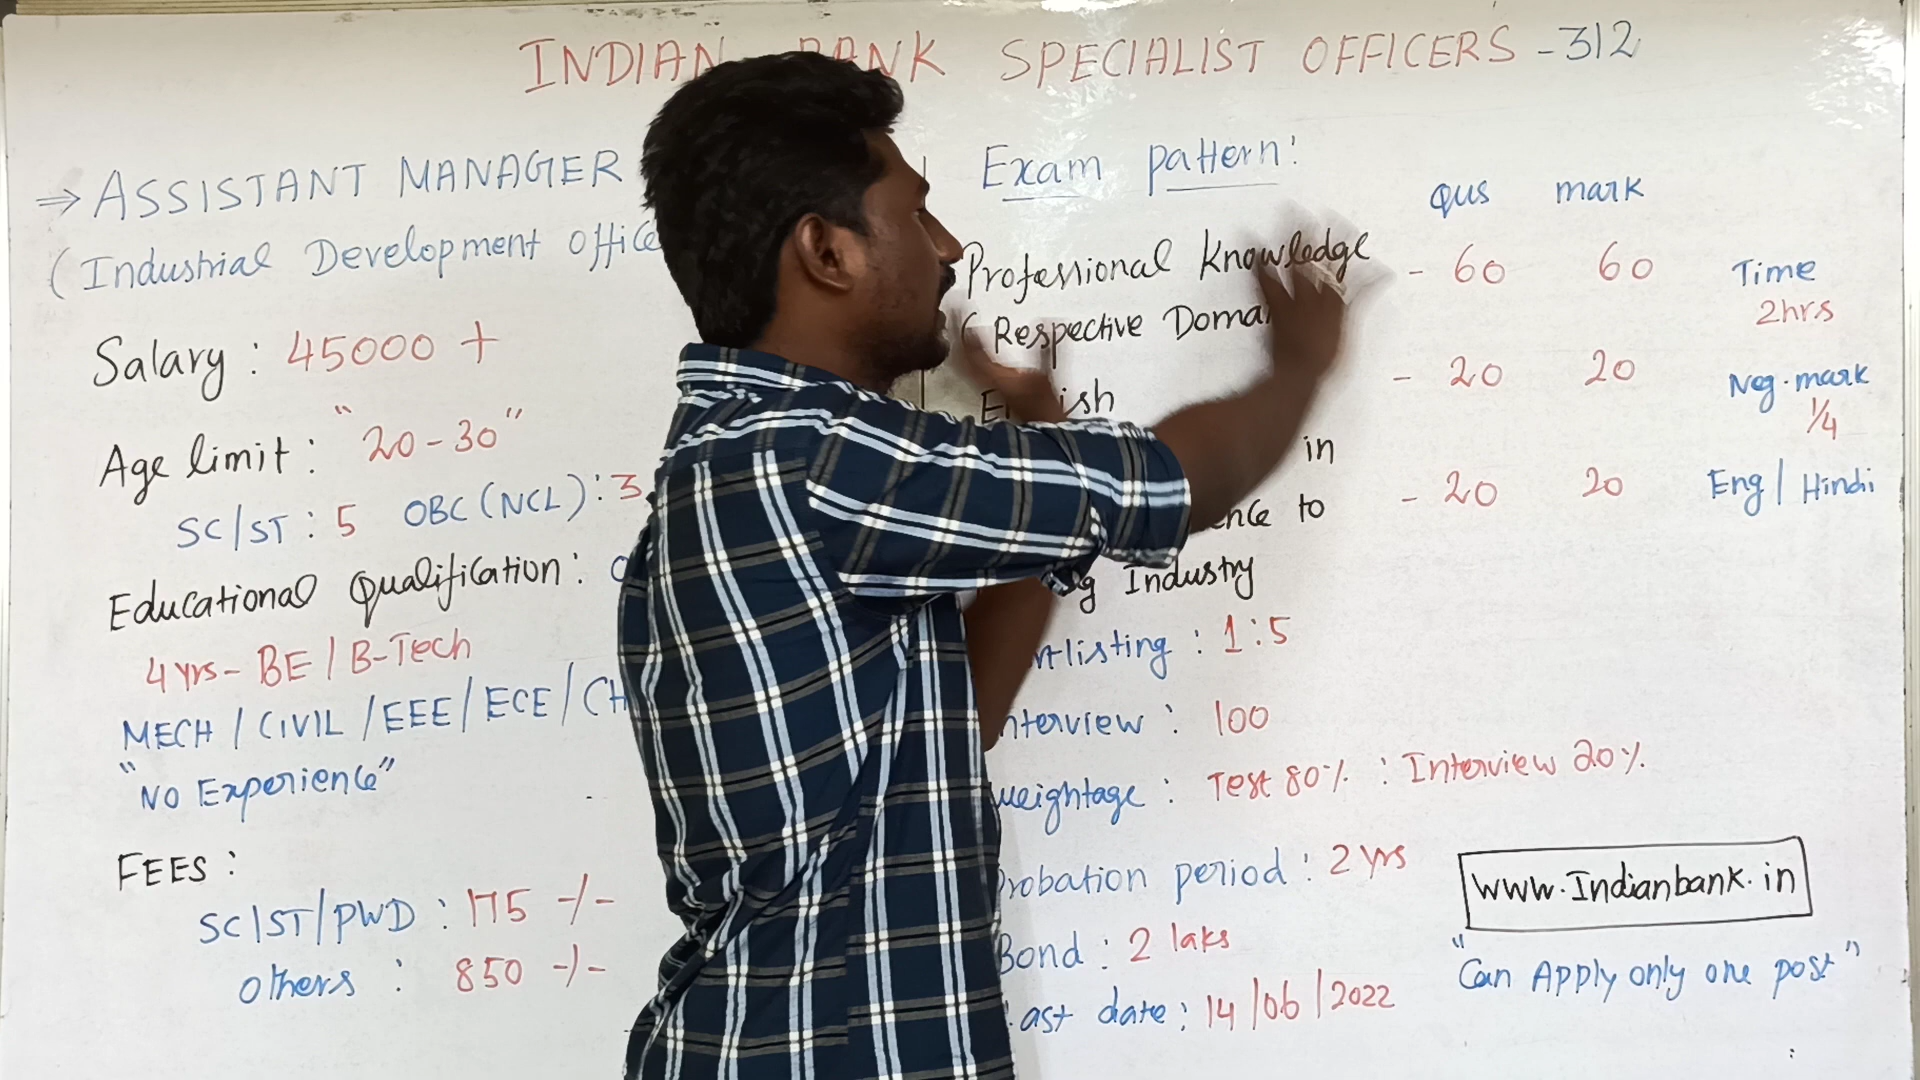 INDIAN BANK SPECIALIST OFFICERS - 312
⇒ ASSISTANT MANAGER
(Industrial Development Office
Salary : 45000 +
Age limit : "20-30"
SC/ST : 5 OBC (NCL) : 3
Educational Qualification :
4 yrs - BE / B-Tech
MECH / CIVIL / EEE / ECE / CH
"No Experience"
FEES :
SC/ST/PWD : 175 -/-
others : 850 -/-
Exam pattern :
Qus mark
Professional Knowledge - 60 60
(Respective Domai
English - 20 20
in
to - 20 20
Industry
Time
2hrs
Neg. mark
1/4
Eng / Hindi
tlisting : 1:5
nterview : 100
weightage : Test 80% : Interview 20%
Probation period : 2 yrs
Bond : 2 laks
Last date : 14/06/2022
www.Indianbank.in
"Can Apply only one post"